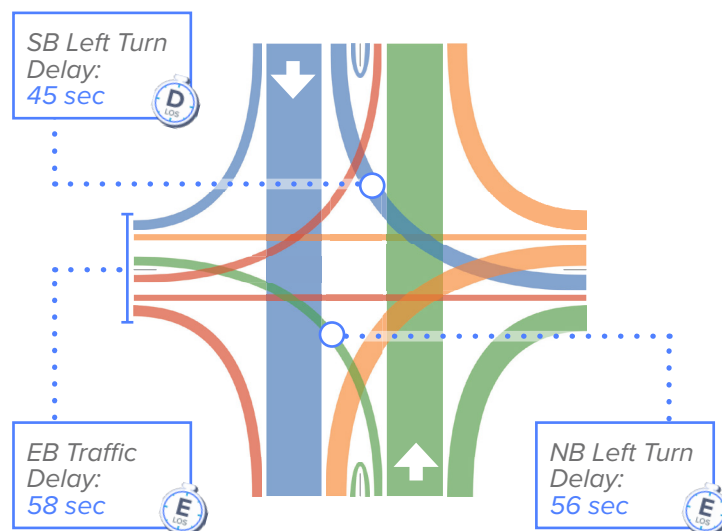 SB Left Turn
Delay:
45 sec
D
LOS
EB Traffic
Delay:
58 sec
E
LOS
NB Left Turn
Delay:
56 sec
E
LOS